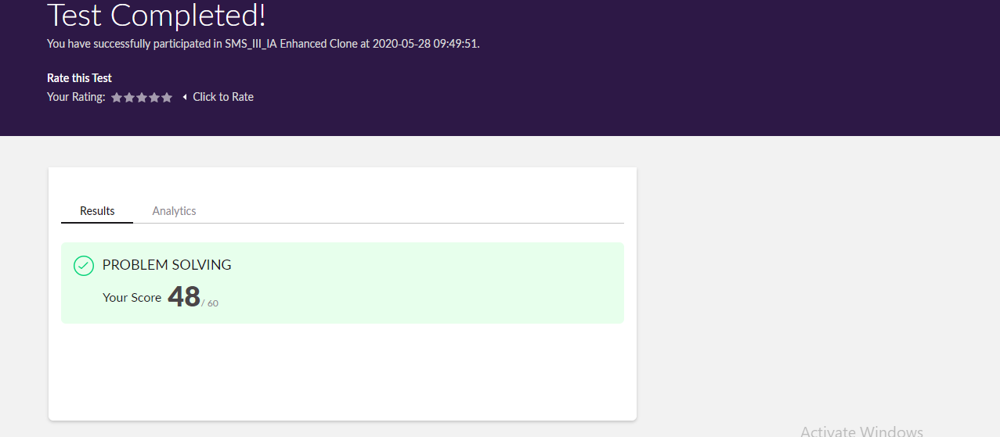 Test Completed!
You have successfully participated in SMS_III_IA Enhanced Clone at 2020-05-28 09:49:51.
Rate this Test
Your Rating: Click to Rate
Results Analytics
PROBLEM SOLVING
Your Score 48 / 60
Activate Windows